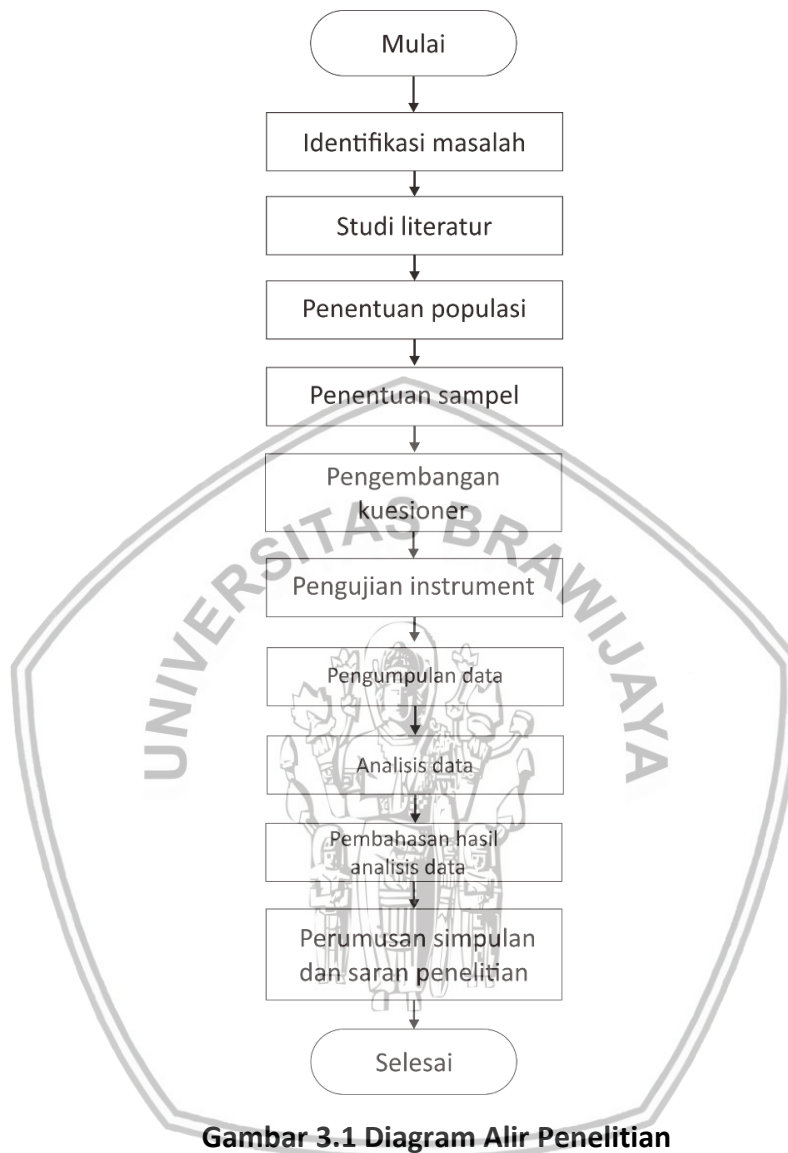 Mulai
Identifikasi masalah
Studi literatur
Penentuan populasi
Penentuan sampel
Pengembangan
kuesioner
UNIVERSITAS BRAWIJAYA
Pengujian instrument
Pengumpulan data
Analisis data
Pembahasan hasil
analisis data
Perumusan simpulan
dan saran penelitian
Selesai
Gambar 3.1 Diagram Alir Penelitian